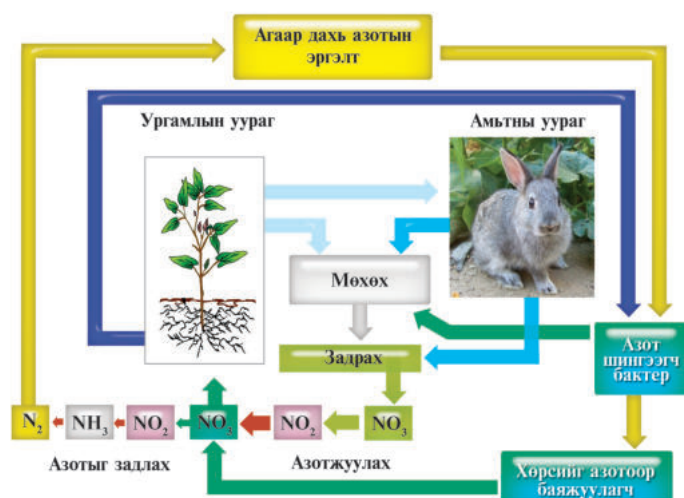 Агаар дахь азотын
эргэлт
Ургамлын уураг
Амьтны уураг
Мөхөх
Задрах
Азот
шингээгч
бактер
N₂
NH₃
NO₂
NO₃
NO₂
NO₃
Азотыг задлах
Азотжуулах
Хөрсийг азотоор
баяжуулагч